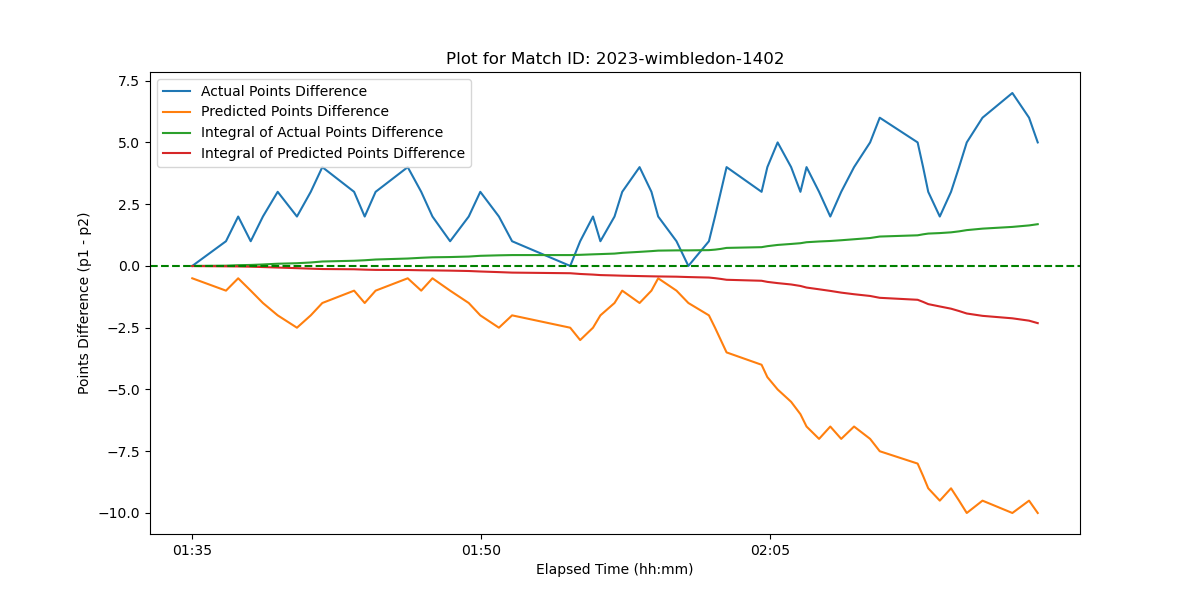 Plot for Match ID: 2023-wimbledon-1402
Actual Points Difference
Predicted Points Difference
Integral of Actual Points Difference
Integral of Predicted Points Difference
Points Difference (p1 - p2)
7.5
5.0
2.5
0.0
−2.5
−5.0
−7.5
−10.0
01:35 01:50 02:05
Elapsed Time (hh:mm)